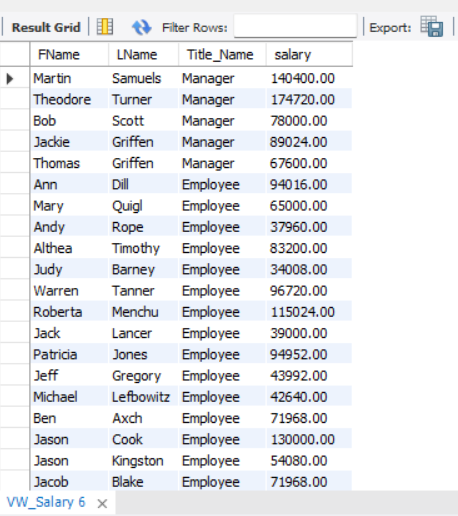 Result Grid Filter Rows: Export:
FName LName Title_Name salary
Martin Samuels Manager 140400.00
Theodore Turner Manager 174720.00
Bob Scott Manager 78000.00
Jackie Griffen Manager 89024.00
Thomas Griffen Manager 67600.00
Ann Dill Employee 94016.00
Mary Quigl Employee 65000.00
Andy Rope Employee 37960.00
Althea Timothy Employee 83200.00
Judy Barney Employee 34008.00
Warren Tanner Employee 96720.00
Roberta Menchu Employee 115024.00
Jack Lancer Employee 39000.00
Patricia Jones Employee 94952.00
Jeff Gregory Employee 43992.00
Michael Lefbowitz Employee 42640.00
Ben Axch Employee 71968.00
Jason Cook Employee 130000.00
Jason Kingston Employee 54080.00
Jacob Blake Employee 71968.00
VW_Salary 6